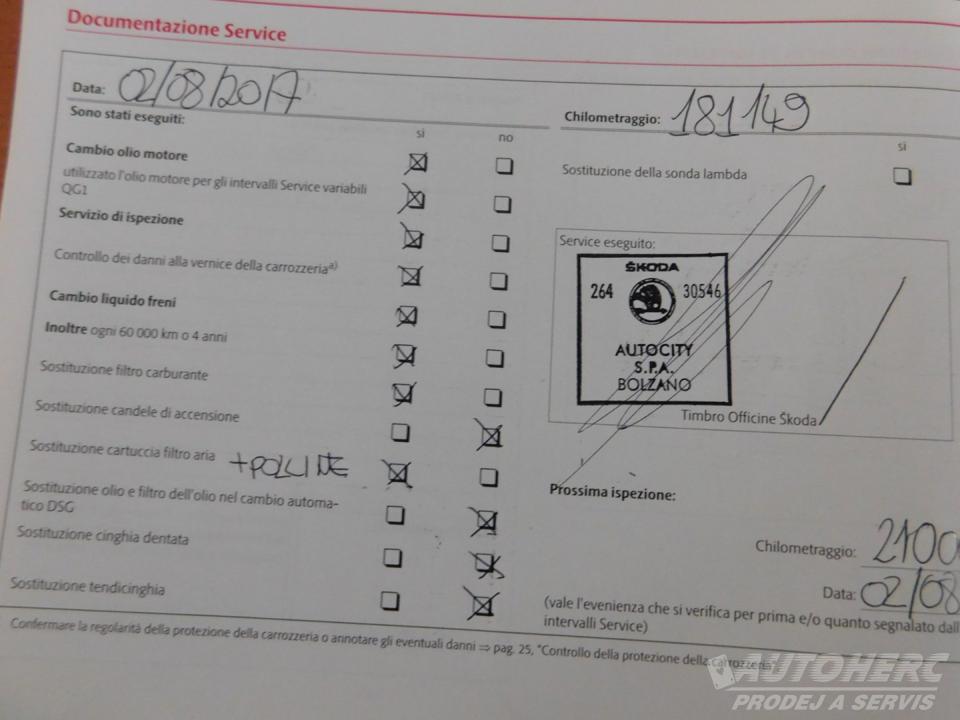 Documentazione Service
Data: 02/08/2017
Chilometraggio: 181149
Sono stati eseguiti:
si no
si
Cambio olio motore
utilizzato l'olio motore per gli intervalli Service variabili
QG1
Sostituzione della sonda lambda
Servizio di ispezione
Controllo dei danni alla vernice della carrozzeriaᵃ⁾
Cambio liquido freni
Inoltre ogni 60 000 km o 4 anni
Sostituzione filtro carburante
Sostituzione candele di accensione
Sostituzione cartuccia filtro aria +POLLINE
Sostituzione olio e filtro dell'olio nel cambio automa-
tico DSG
Sostituzione cinghia dentata
Sostituzione tendicinghia
Service eseguito:
ŠKODA
264 30546
AUTOCITY
S.P.A.
BOLZANO
Timbro Officine Škoda
Prossima ispezione:
Chilometraggio: 2100
Data: 02/08
(vale l'evenienza che si verifica per prima e/o quanto segnalato dall
intervalli Service)
Confermare la regolarità della protezione della carrozzeria o annotare gli eventuali danni ⇒ pag. 25, "Controllo della protezione della carrozzeria"
AUTOHERC
PRODEJ A SERVIS